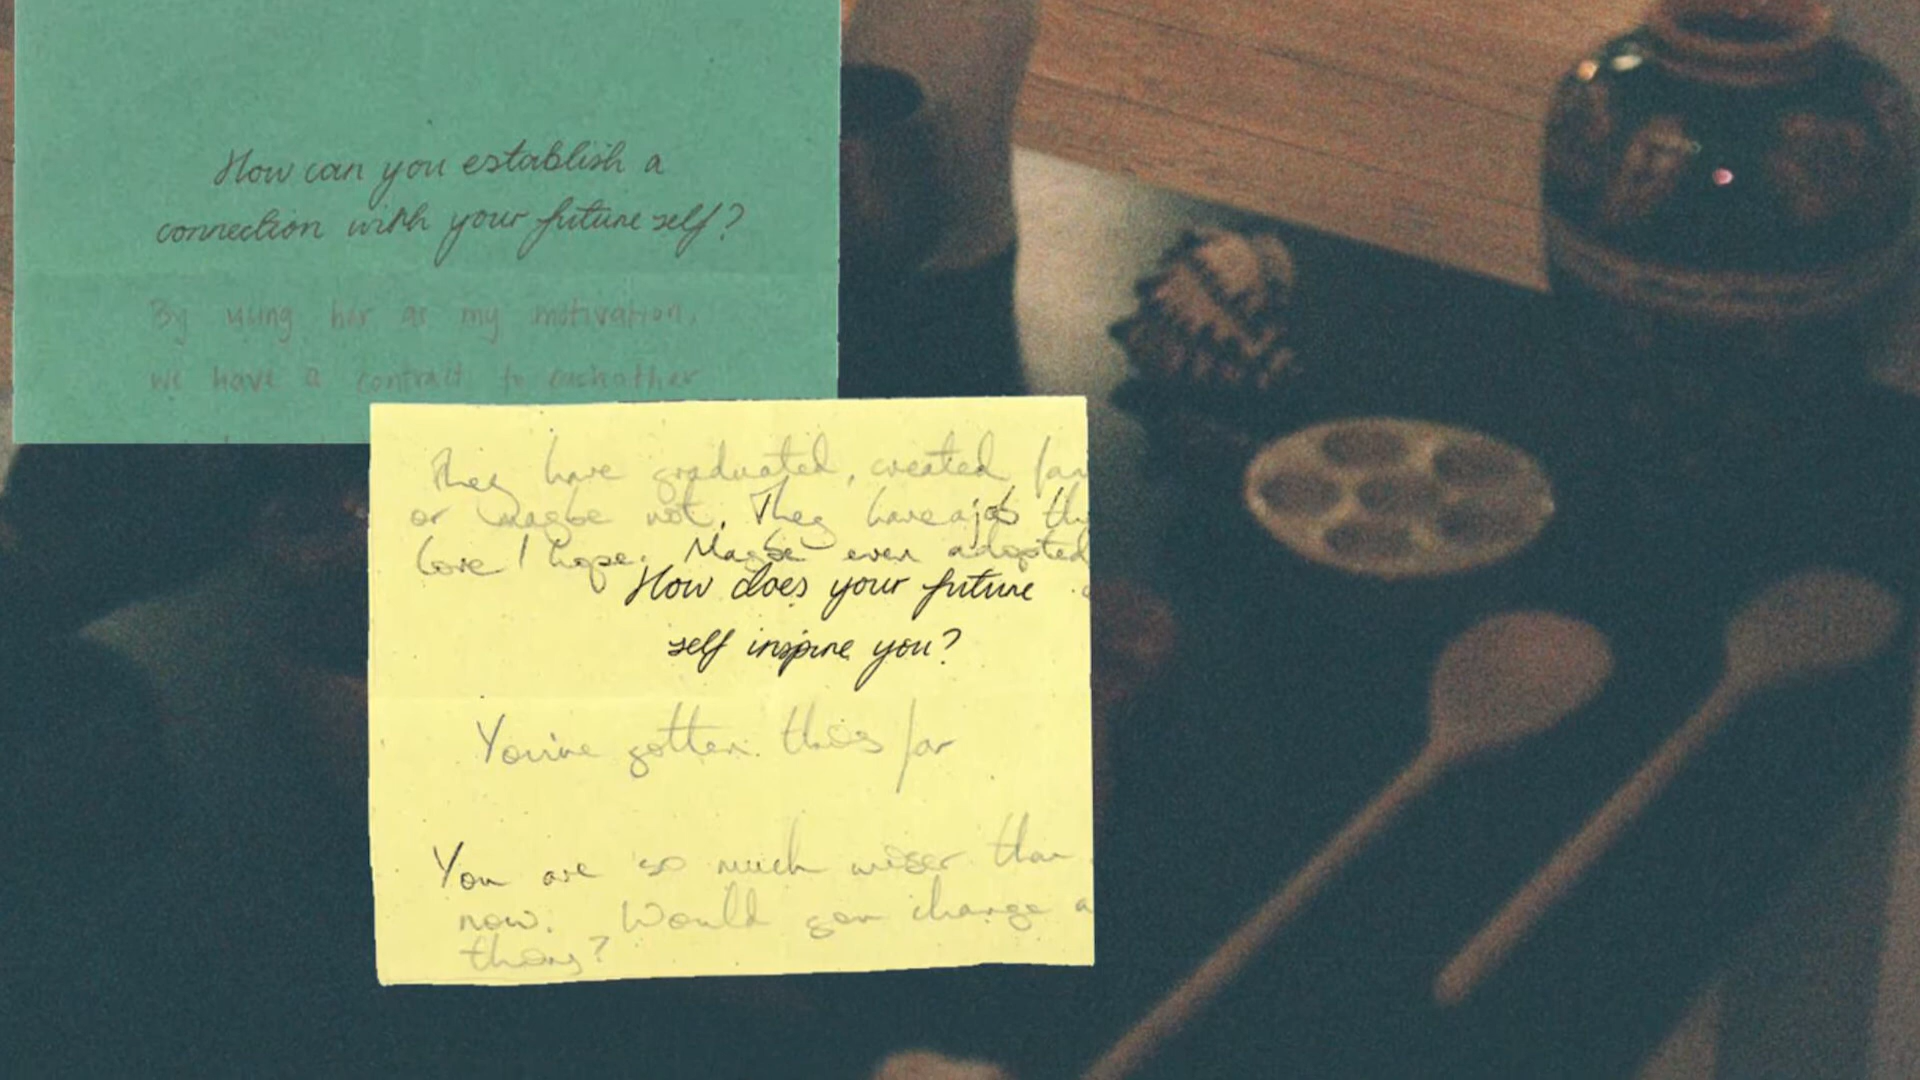 How can you establish a
connection with your future self?
By using her as my motivation,
we have a contract to eachother
They have graduated, created
or maybe not. They have a job
love I hope. Maybe even adopted
How does your future
self inspire you?
You've gotten this far
You are so much wiser than
now. Would you change a
thing?